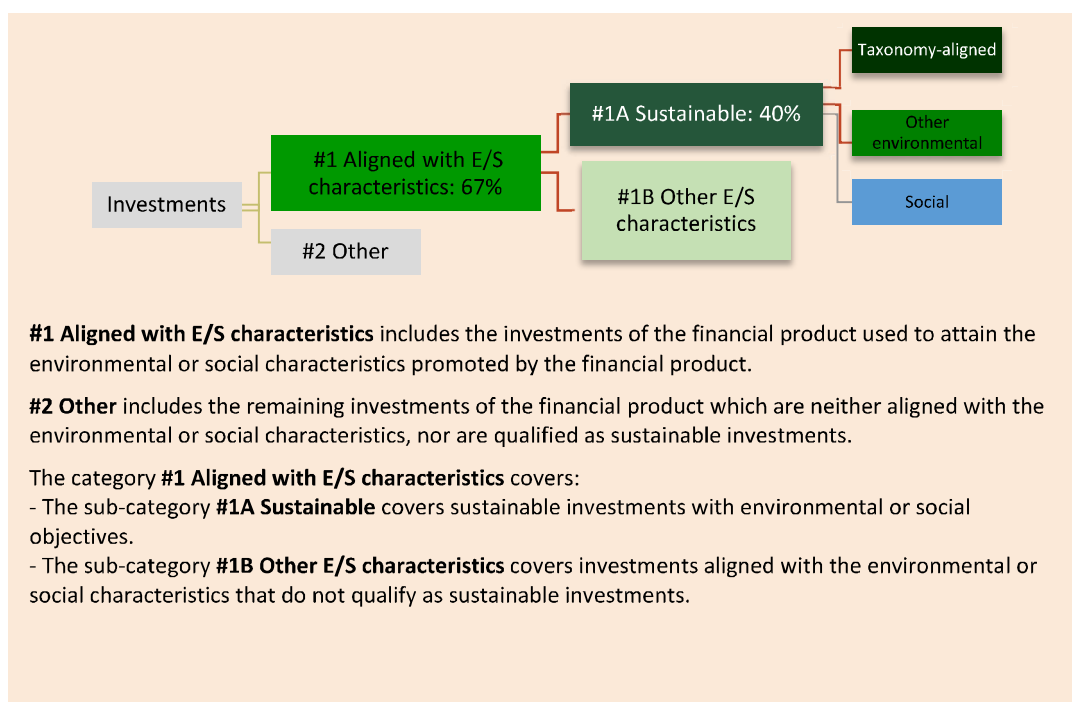 Taxonomy-aligned
#1A Sustainable: 40%
Other
environmental
#1 Aligned with E/S
characteristics: 67%
#1B Other E/S
characteristics
Investments
Social
#2 Other
#1 Aligned with E/S characteristics includes the investments of the financial product used to attain the
environmental or social characteristics promoted by the financial product.
#2 Other includes the remaining investments of the financial product which are neither aligned with the
environmental or social characteristics, nor are qualified as sustainable investments.
The category #1 Aligned with E/S characteristics covers:
- The sub-category #1A Sustainable covers sustainable investments with environmental or social
objectives.
- The sub-category #1B Other E/S characteristics covers investments aligned with the environmental or
social characteristics that do not qualify as sustainable investments.